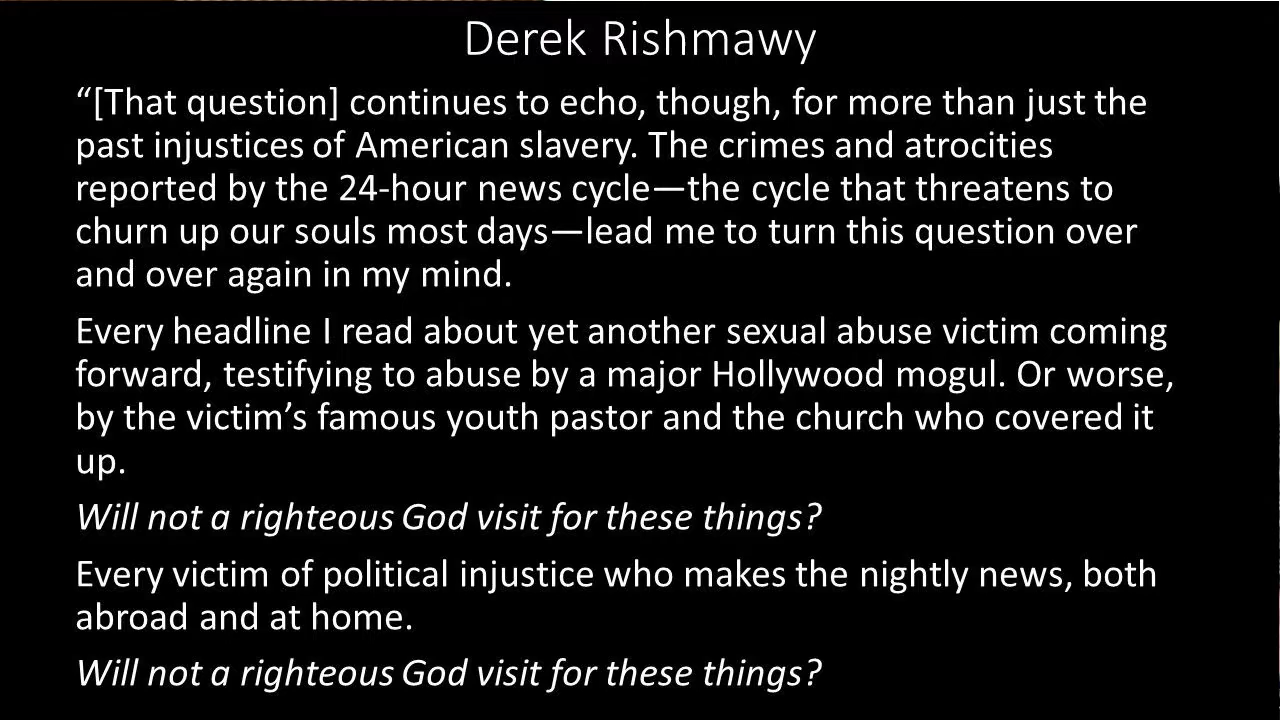 Derek Rishmawy
“[That question] continues to echo, though, for more than just the
past injustices of American slavery. The crimes and atrocities
reported by the 24-hour news cycle—the cycle that threatens to
churn up our souls most days—lead me to turn this question over
and over again in my mind.
Every headline I read about yet another sexual abuse victim coming
forward, testifying to abuse by a major Hollywood mogul. Or worse,
by the victim’s famous youth pastor and the church who covered it
up.
Will not a righteous God visit for these things?
Every victim of political injustice who makes the nightly news, both
abroad and at home.
Will not a righteous God visit for these things?